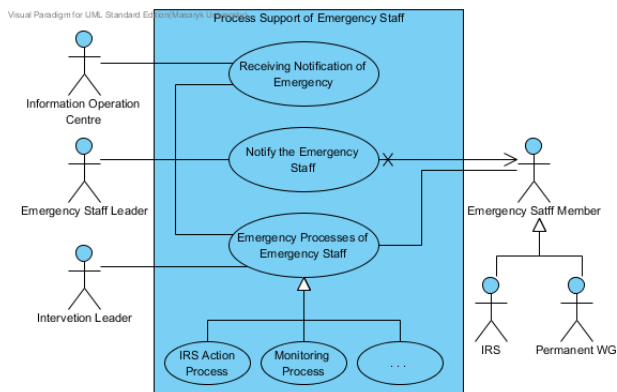 Visual Paradigm for UML Standard Edition(Masaryk University)
Process Support of Emergency Staff
Receiving Notification of
Emergency
Information Operation
Centre
Notify the Emergency
Staff
Emergency Staff Leader
Emergency Satff Member
Emergency Processes of
Emergency Staff
Intervetion Leader
IRS Action
Process
Monitoring
Process
. . .
IRS
Permanent WG